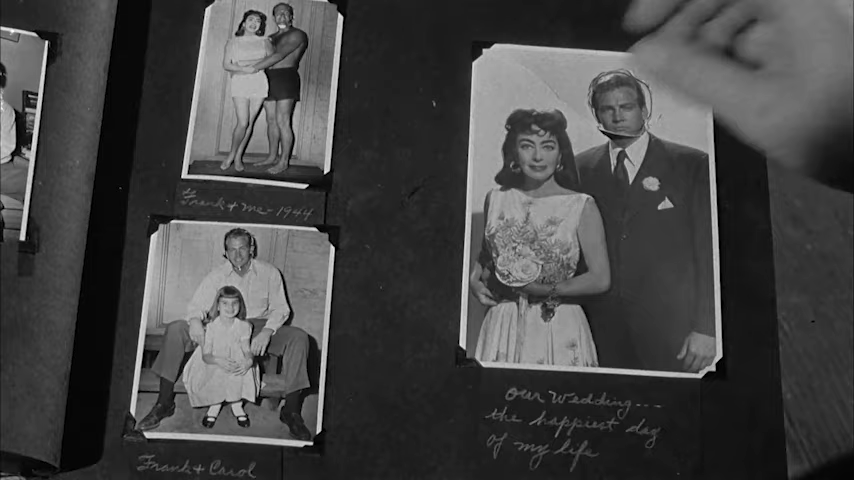 Frank & me - 1944
Frank & Carol
Our Wedding---
the happiest day
of my life